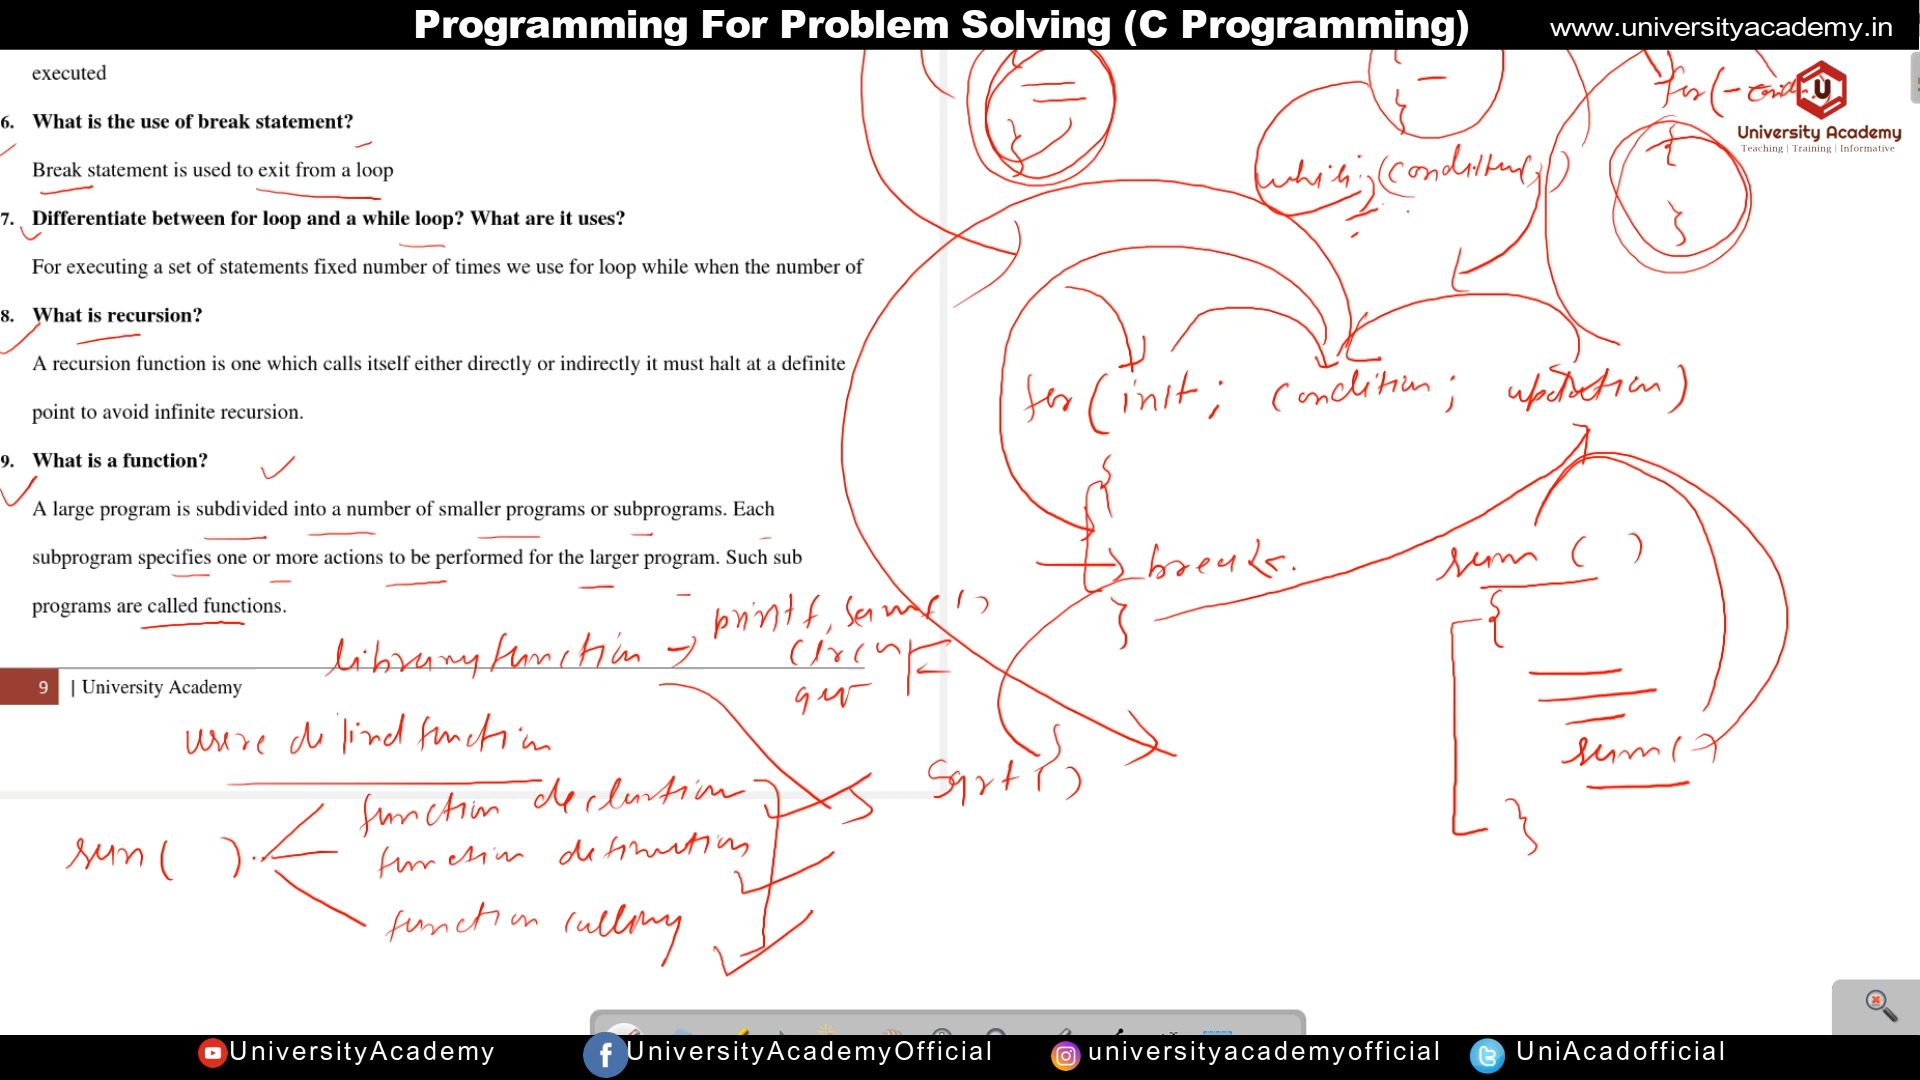 Programming For Problem Solving (C Programming)
www.universityacademy.in
executed
6. What is the use of break statement?
Break statement is used to exit from a loop
7. Differentiate between for loop and a while loop? What are it uses?
For executing a set of statements fixed number of times we use for loop while when the number of
8. What is recursion?
A recursion function is one which calls itself either directly or indirectly it must halt at a definite
point to avoid infinite recursion.
9. What is a function?
A large program is subdivided into a number of smaller programs or subprograms. Each
subprogram specifies one or more actions to be performed for the larger program. Such sub
programs are called functions.
9 | University Academy
University Academy
Teaching | Training | Informative
for (
{
}
while (condition)
for ( init ; condition ; updation )
{
break
}
sum ( )
{
sum ( )
}
library function → printf, scanf ( )
sqrt ( )
function
sum ( )
function declartion
function
function calling
UniversityAcademy
UniversityAcademyOfficial
universityacademyofficial
UniAcadofficial